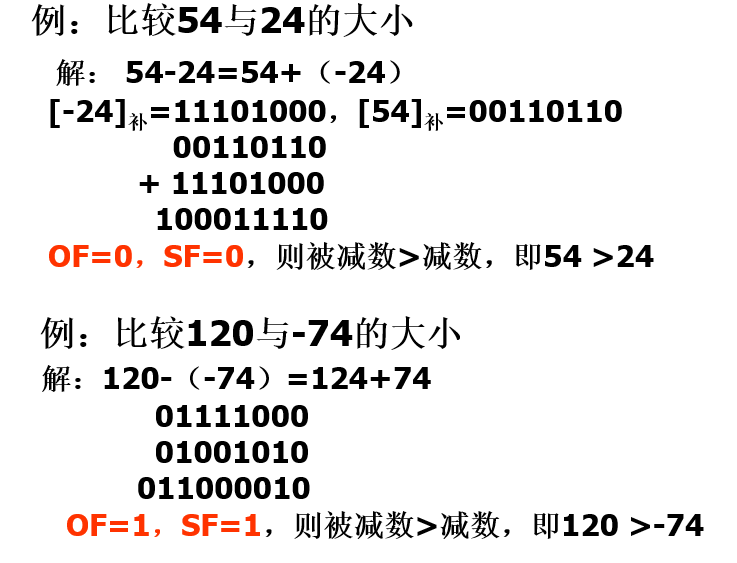 例：比较54与24的大小
解： 54-24=54+（-24）
[-24]补=11101000，[54]补=00110110
00110110
+ 11101000
100011110
OF=0，SF=0，则被减数>减数，即54 >24
例：比较120与-74的大小
解：120-（-74）=124+74
01111000
01001010
011000010
OF=1，SF=1，则被减数>减数，即120 >-74